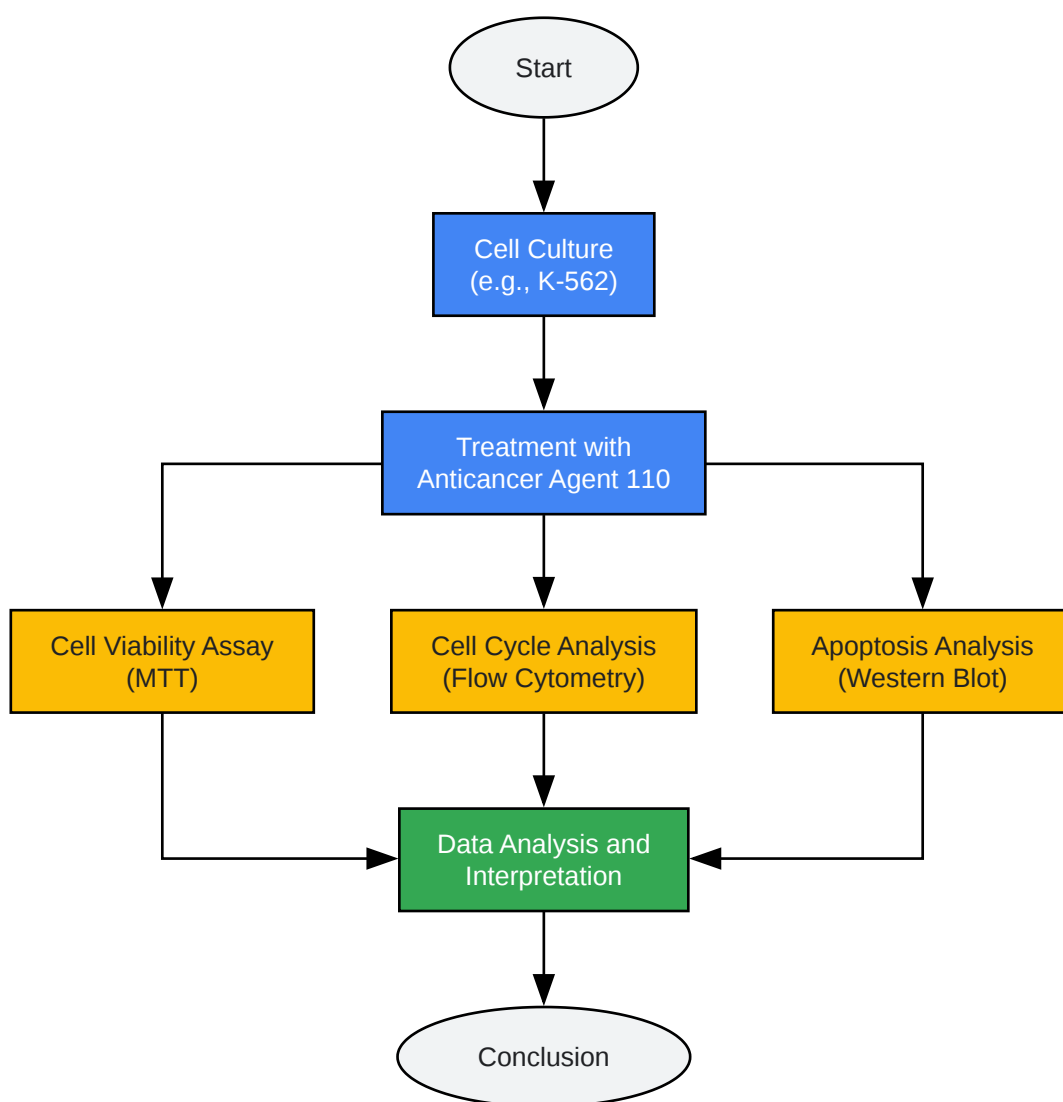 Start
Cell Culture
(e.g., K-562)
Treatment with
Anticancer Agent 110
Cell Viability Assay
(MTT)
Cell Cycle Analysis
(Flow Cytometry)
Apoptosis Analysis
(Western Blot)
Data Analysis and
Interpretation
Conclusion